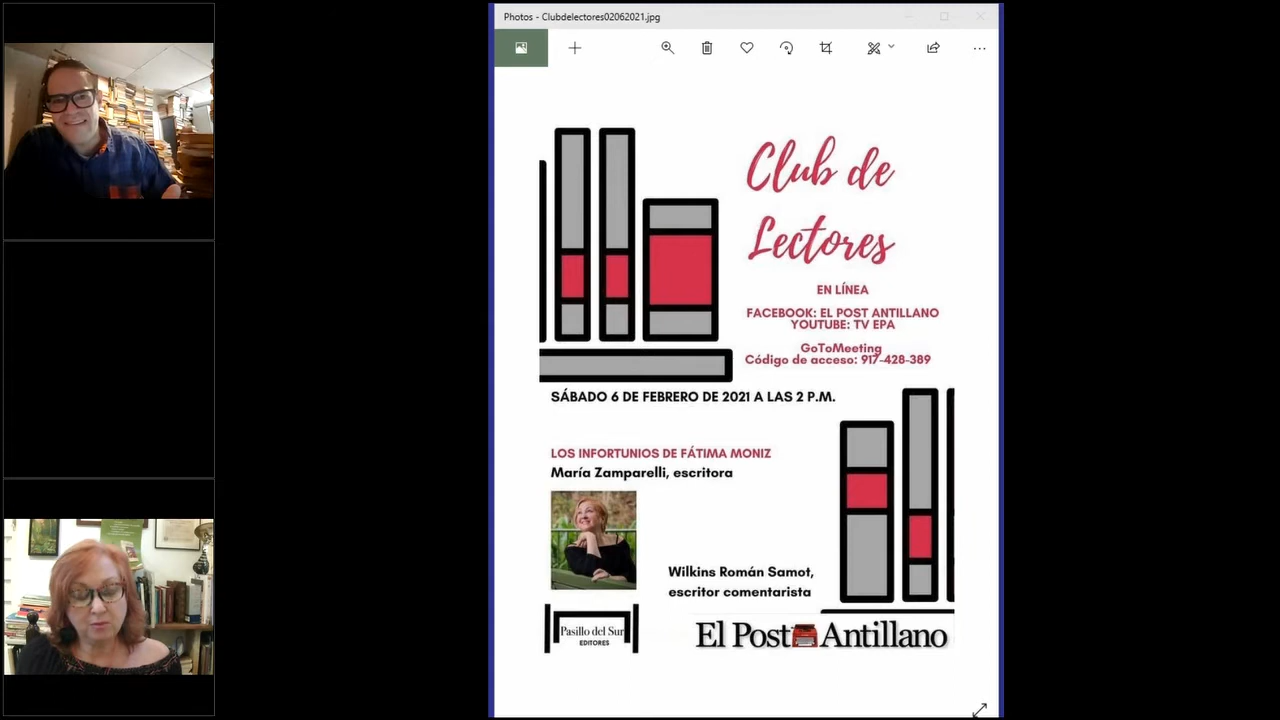 Photos - Clubdelectores02062021.jpg
Club de
Lectores
EN LÍNEA
FACEBOOK: EL POST ANTILLANO
YOUTUBE: TV EPA
GoToMeeting
Código de acceso: 917-428-389
SÁBADO 6 DE FEBRERO DE 2021 A LAS 2 P.M.
LOS INFORTUNIOS DE FÁTIMA MONIZ
María Zamparelli, escritora
Wilkins Román Samot,
escritor comentarista
Pasillo del Sur
EDITORES
El Post Antillano